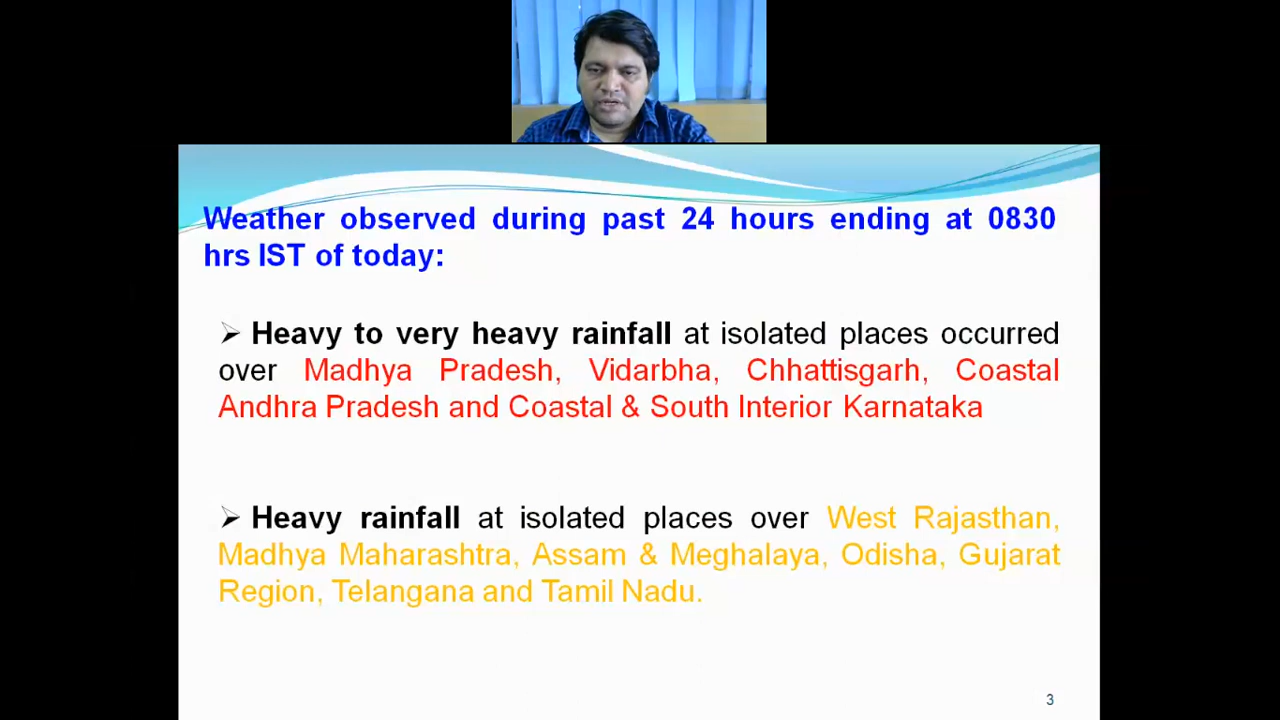 Weather observed during past 24 hours ending at 0830
hrs IST of today:
➢ Heavy to very heavy rainfall at isolated places occurred
over Madhya Pradesh, Vidarbha, Chhattisgarh, Coastal
Andhra Pradesh and Coastal & South Interior Karnataka
➢ Heavy rainfall at isolated places over West Rajasthan,
Madhya Maharashtra, Assam & Meghalaya, Odisha, Gujarat
Region, Telangana and Tamil Nadu.
3